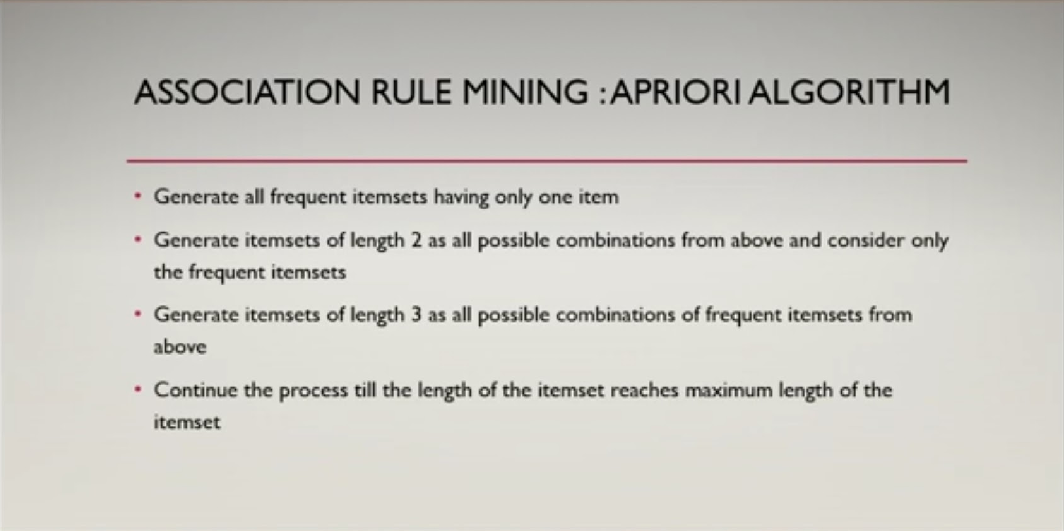 ASSOCIATION RULE MINING : APRIORI ALGORITHM
• Generate all frequent itemsets having only one item
• Generate itemsets of length 2 as all possible combinations from above and consider only
the frequent itemsets
• Generate itemsets of length 3 as all possible combinations of frequent itemsets from
above
• Continue the process till the length of the itemset reaches maximum length of the
itemset